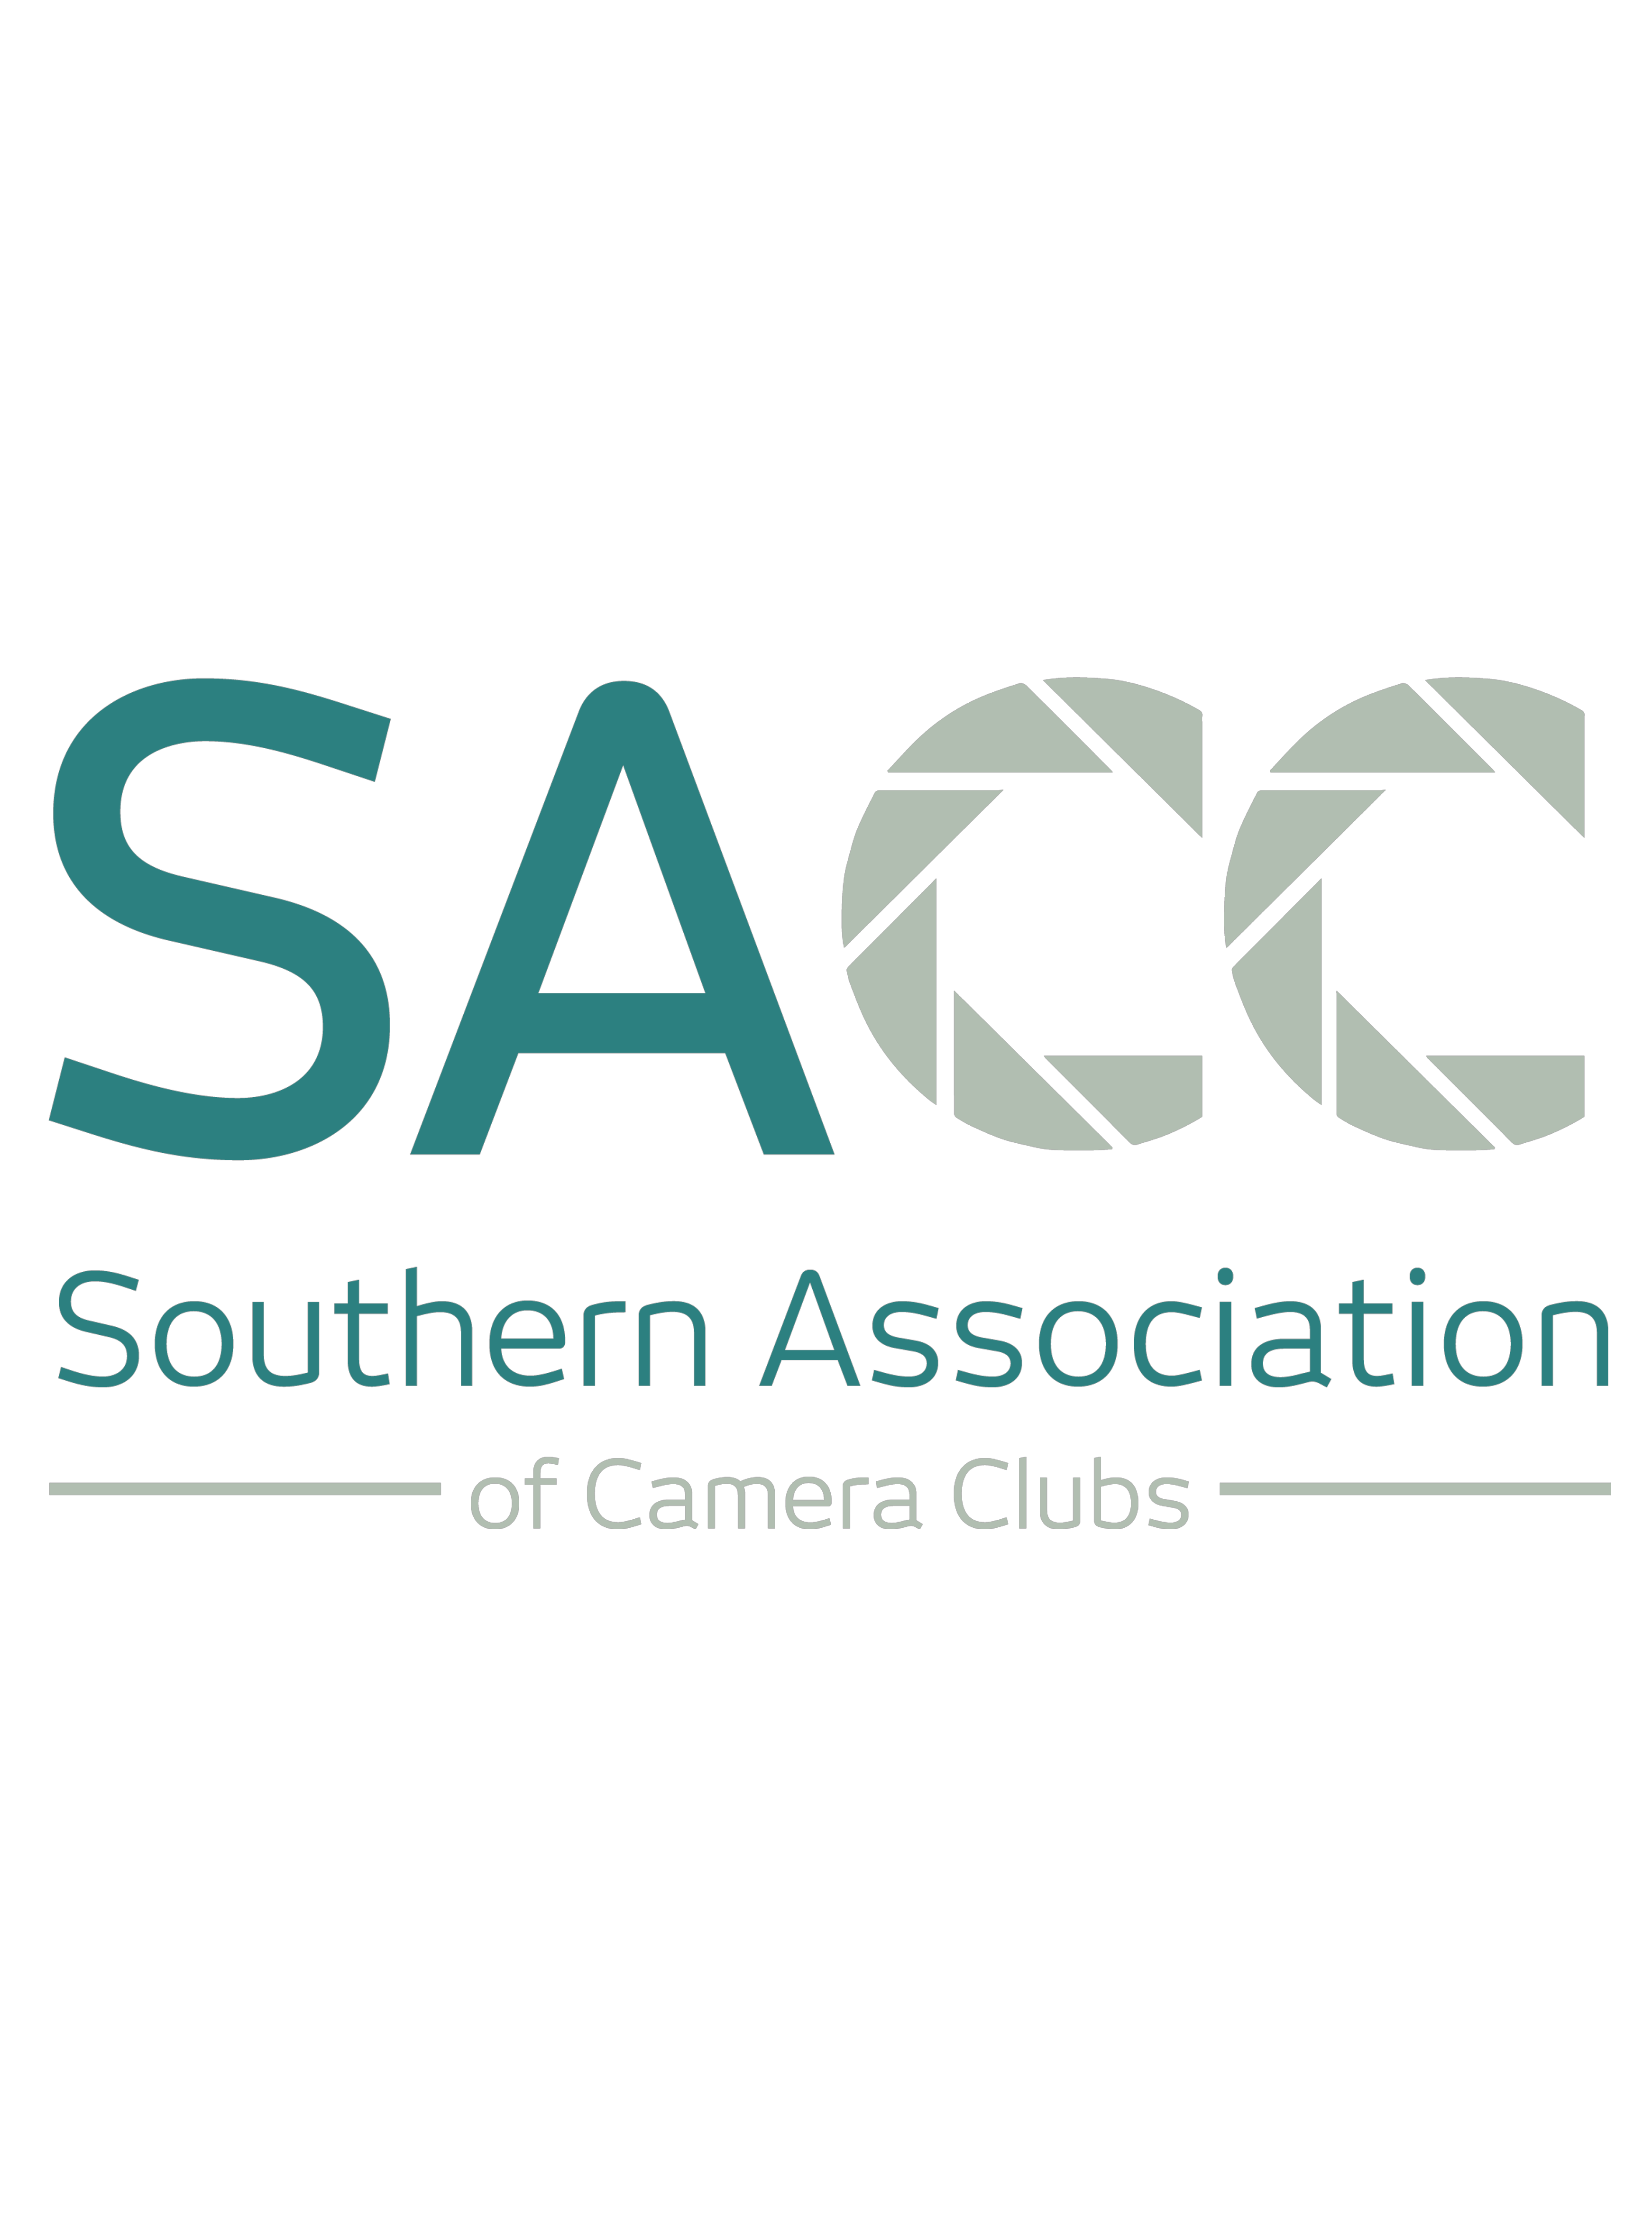 SACC
Southern Association
of Camera Clubs